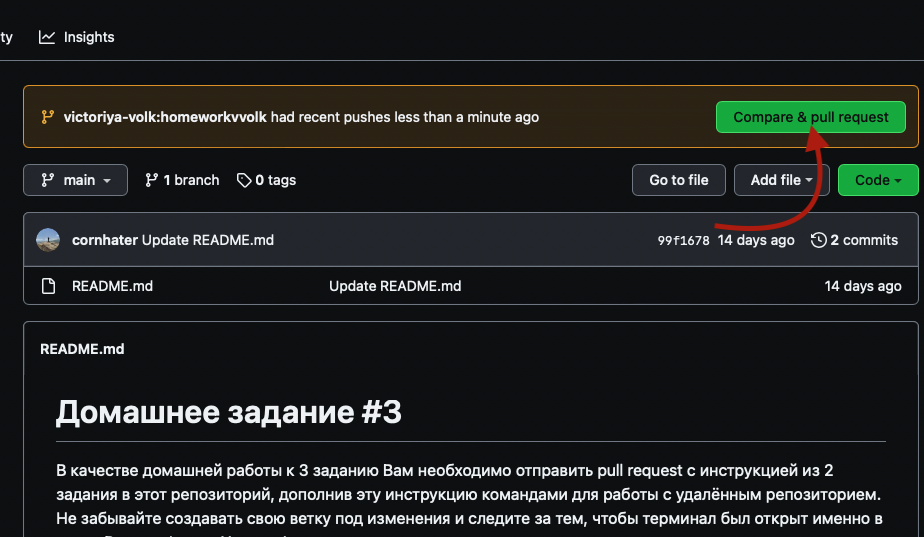 ty Insights
victoriya-volk:homeworkvvolk had recent pushes less than a minute ago Compare & pull request
main 1 branch 0 tags Go to file Add file Code
cornhater Update README.md 99f1678 14 days ago 2 commits
README.md Update README.md 14 days ago
README.md
Домашнее задание #3
В качестве домашней работы к 3 заданию Вам необходимо отправить pull request с инструкцией из 2
задания в этот репозиторий, дополнив эту инструкцию командами для работы с удалённым репозиторием.
Не забывайте создавать свою ветку под изменения и следите за тем, чтобы терминал был открыт именно в